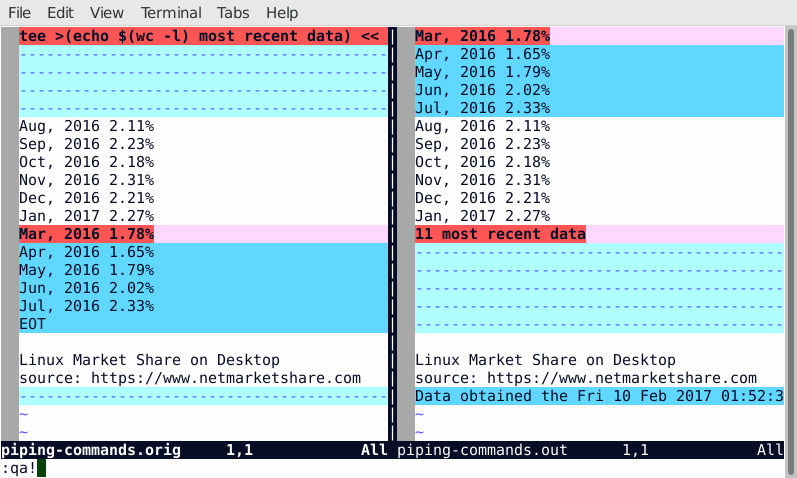 File Edit View Terminal Tabs Help
tee >(echo $(wc -l) most recent data) <<
----------------------------------------
----------------------------------------
----------------------------------------
----------------------------------------
Aug, 2016 2.11%
Sep, 2016 2.23%
Oct, 2016 2.18%
Nov, 2016 2.31%
Dec, 2016 2.21%
Jan, 2017 2.27%
Mar, 2016 1.78%
Apr, 2016 1.65%
May, 2016 1.79%
Jun, 2016 2.02%
Jul, 2016 2.33%
EOT
Linux Market Share on Desktop
source: https://www.netmarketshare.com
----------------------------------------
~
~
piping-commands.orig 1,1 All
Mar, 2016 1.78%
Apr, 2016 1.65%
May, 2016 1.79%
Jun, 2016 2.02%
Jul, 2016 2.33%
Aug, 2016 2.11%
Sep, 2016 2.23%
Oct, 2016 2.18%
Nov, 2016 2.31%
Dec, 2016 2.21%
Jan, 2017 2.27%
11 most recent data
----------------------------------------
----------------------------------------
----------------------------------------
----------------------------------------
----------------------------------------
Linux Market Share on Desktop
source: https://www.netmarketshare.com
Data obtained the Fri 10 Feb 2017 01:52:3
~
~
piping-commands.out 1,1 All
:qa!